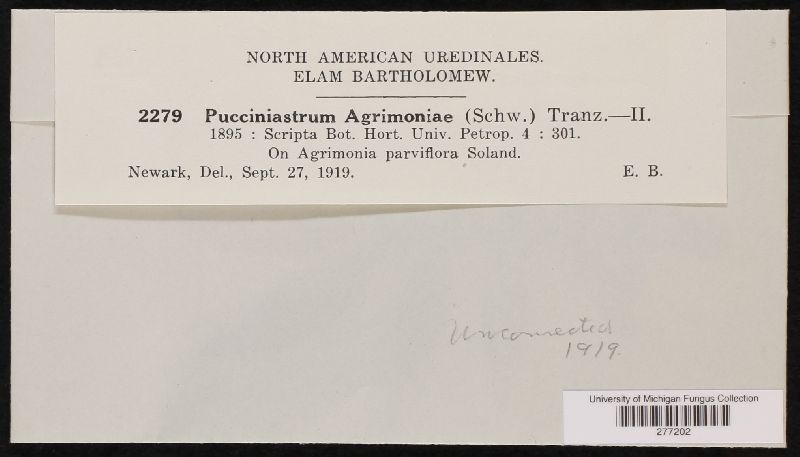 NORTH AMERICAN UREDINALES.
ELAM BARTHOLOMEW.
2279 Pucciniastrum Agrimoniae (Schw.) Tranz.—II.
1895 : Scripta Bot. Hort. Univ. Petrop. 4 : 301.
On Agrimonia parviflora Soland.
Newark, Del., Sept. 27, 1919. E. B.
Unconnected
1919.
University of Michigan Fungus Collection
277202